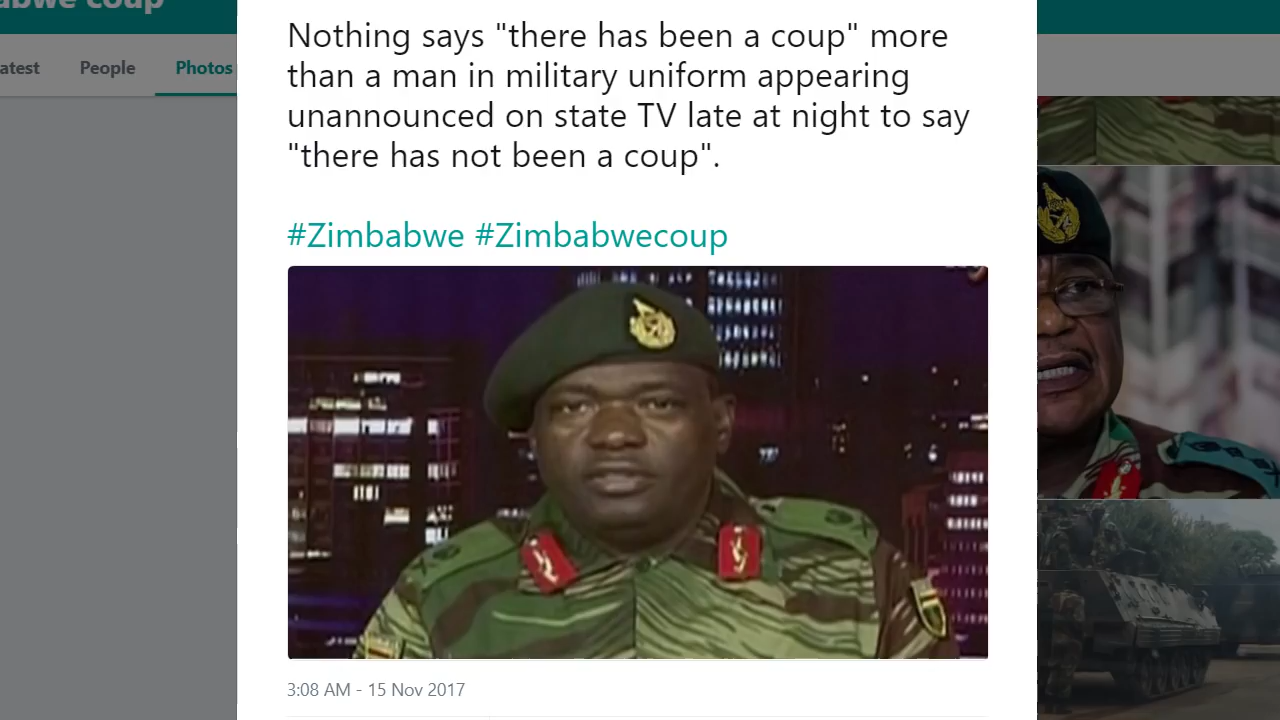 abwe coup
atest People Photos
Nothing says "there has been a coup" more
than a man in military uniform appearing
unannounced on state TV late at night to say
"there has not been a coup".
#Zimbabwe #Zimbabwecoup
3:08 AM - 15 Nov 2017